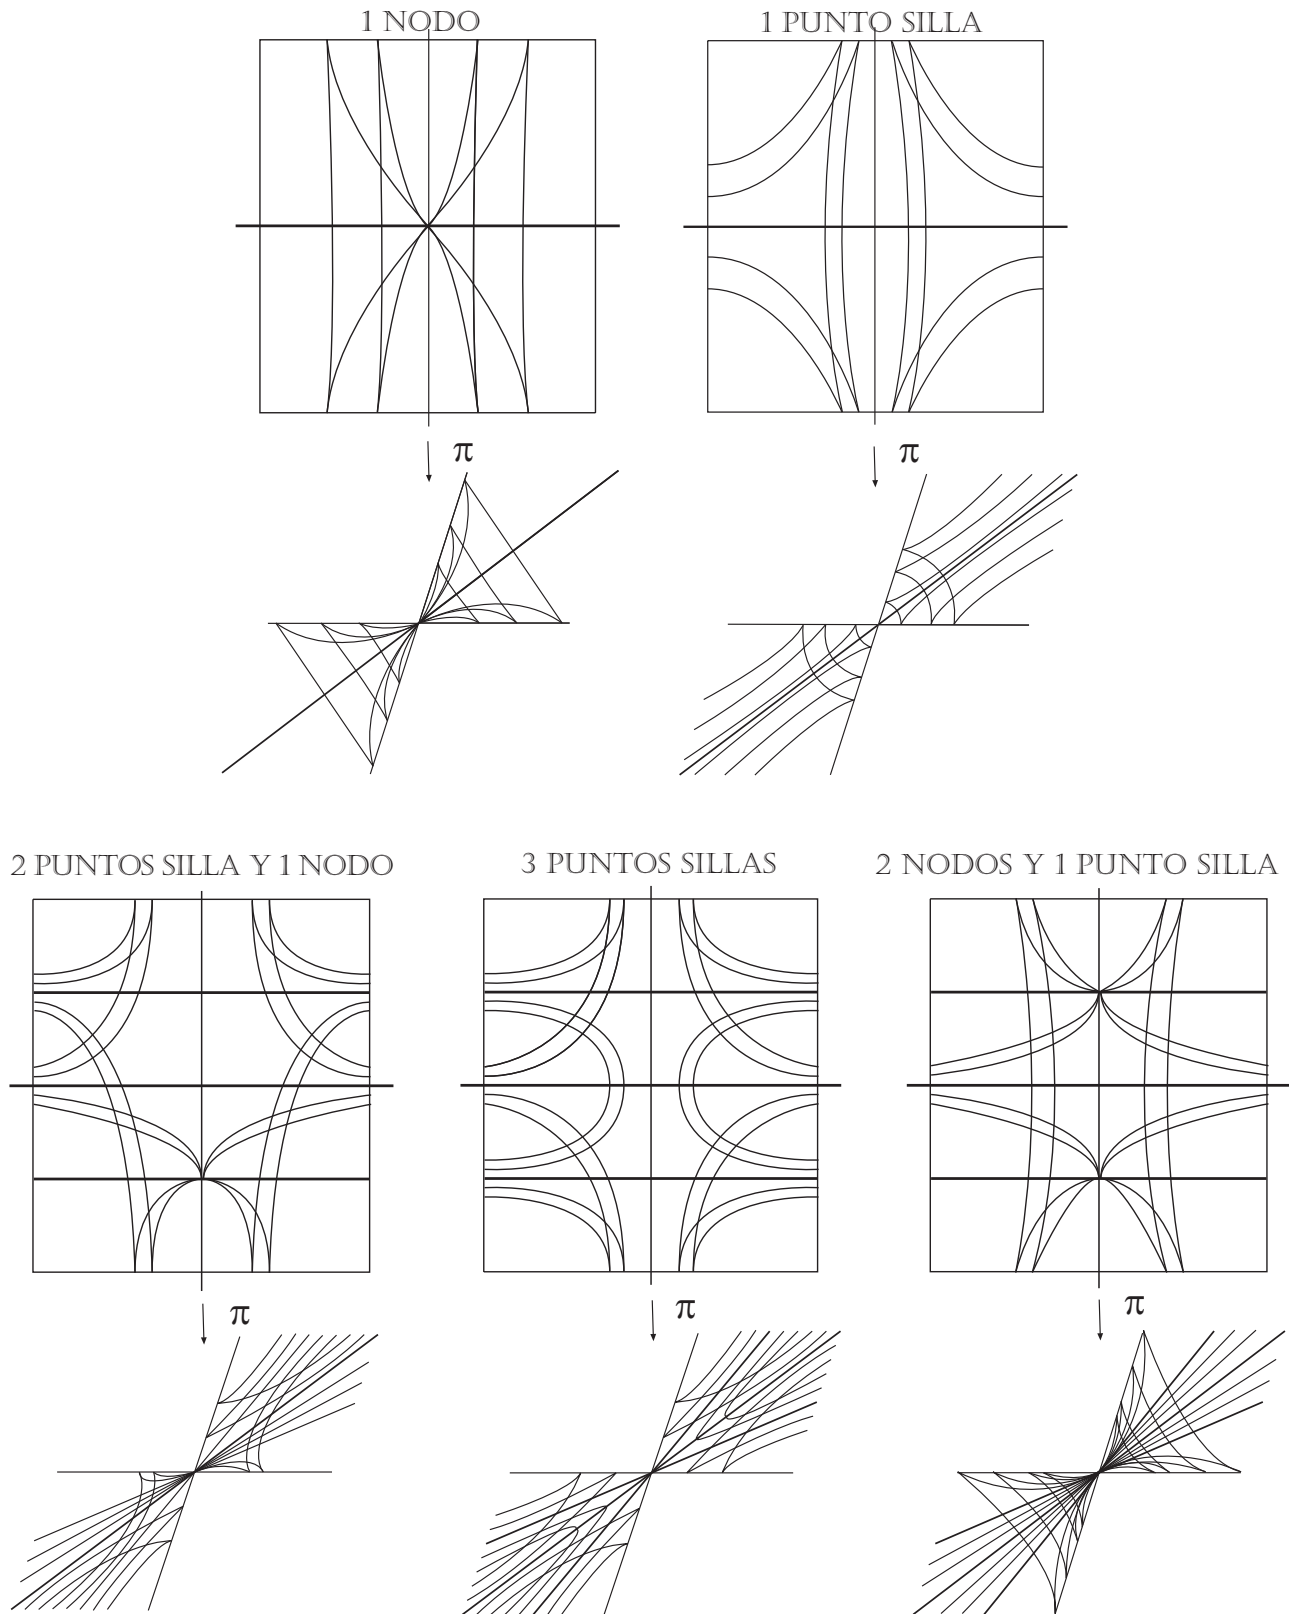 1 NODO
1 PUNTO SILLA
π
π
2 PUNTOS SILLA Y 1 NODO
3 PUNTOS SILLAS
2 NODOS Y 1 PUNTO SILLA
π
π
π